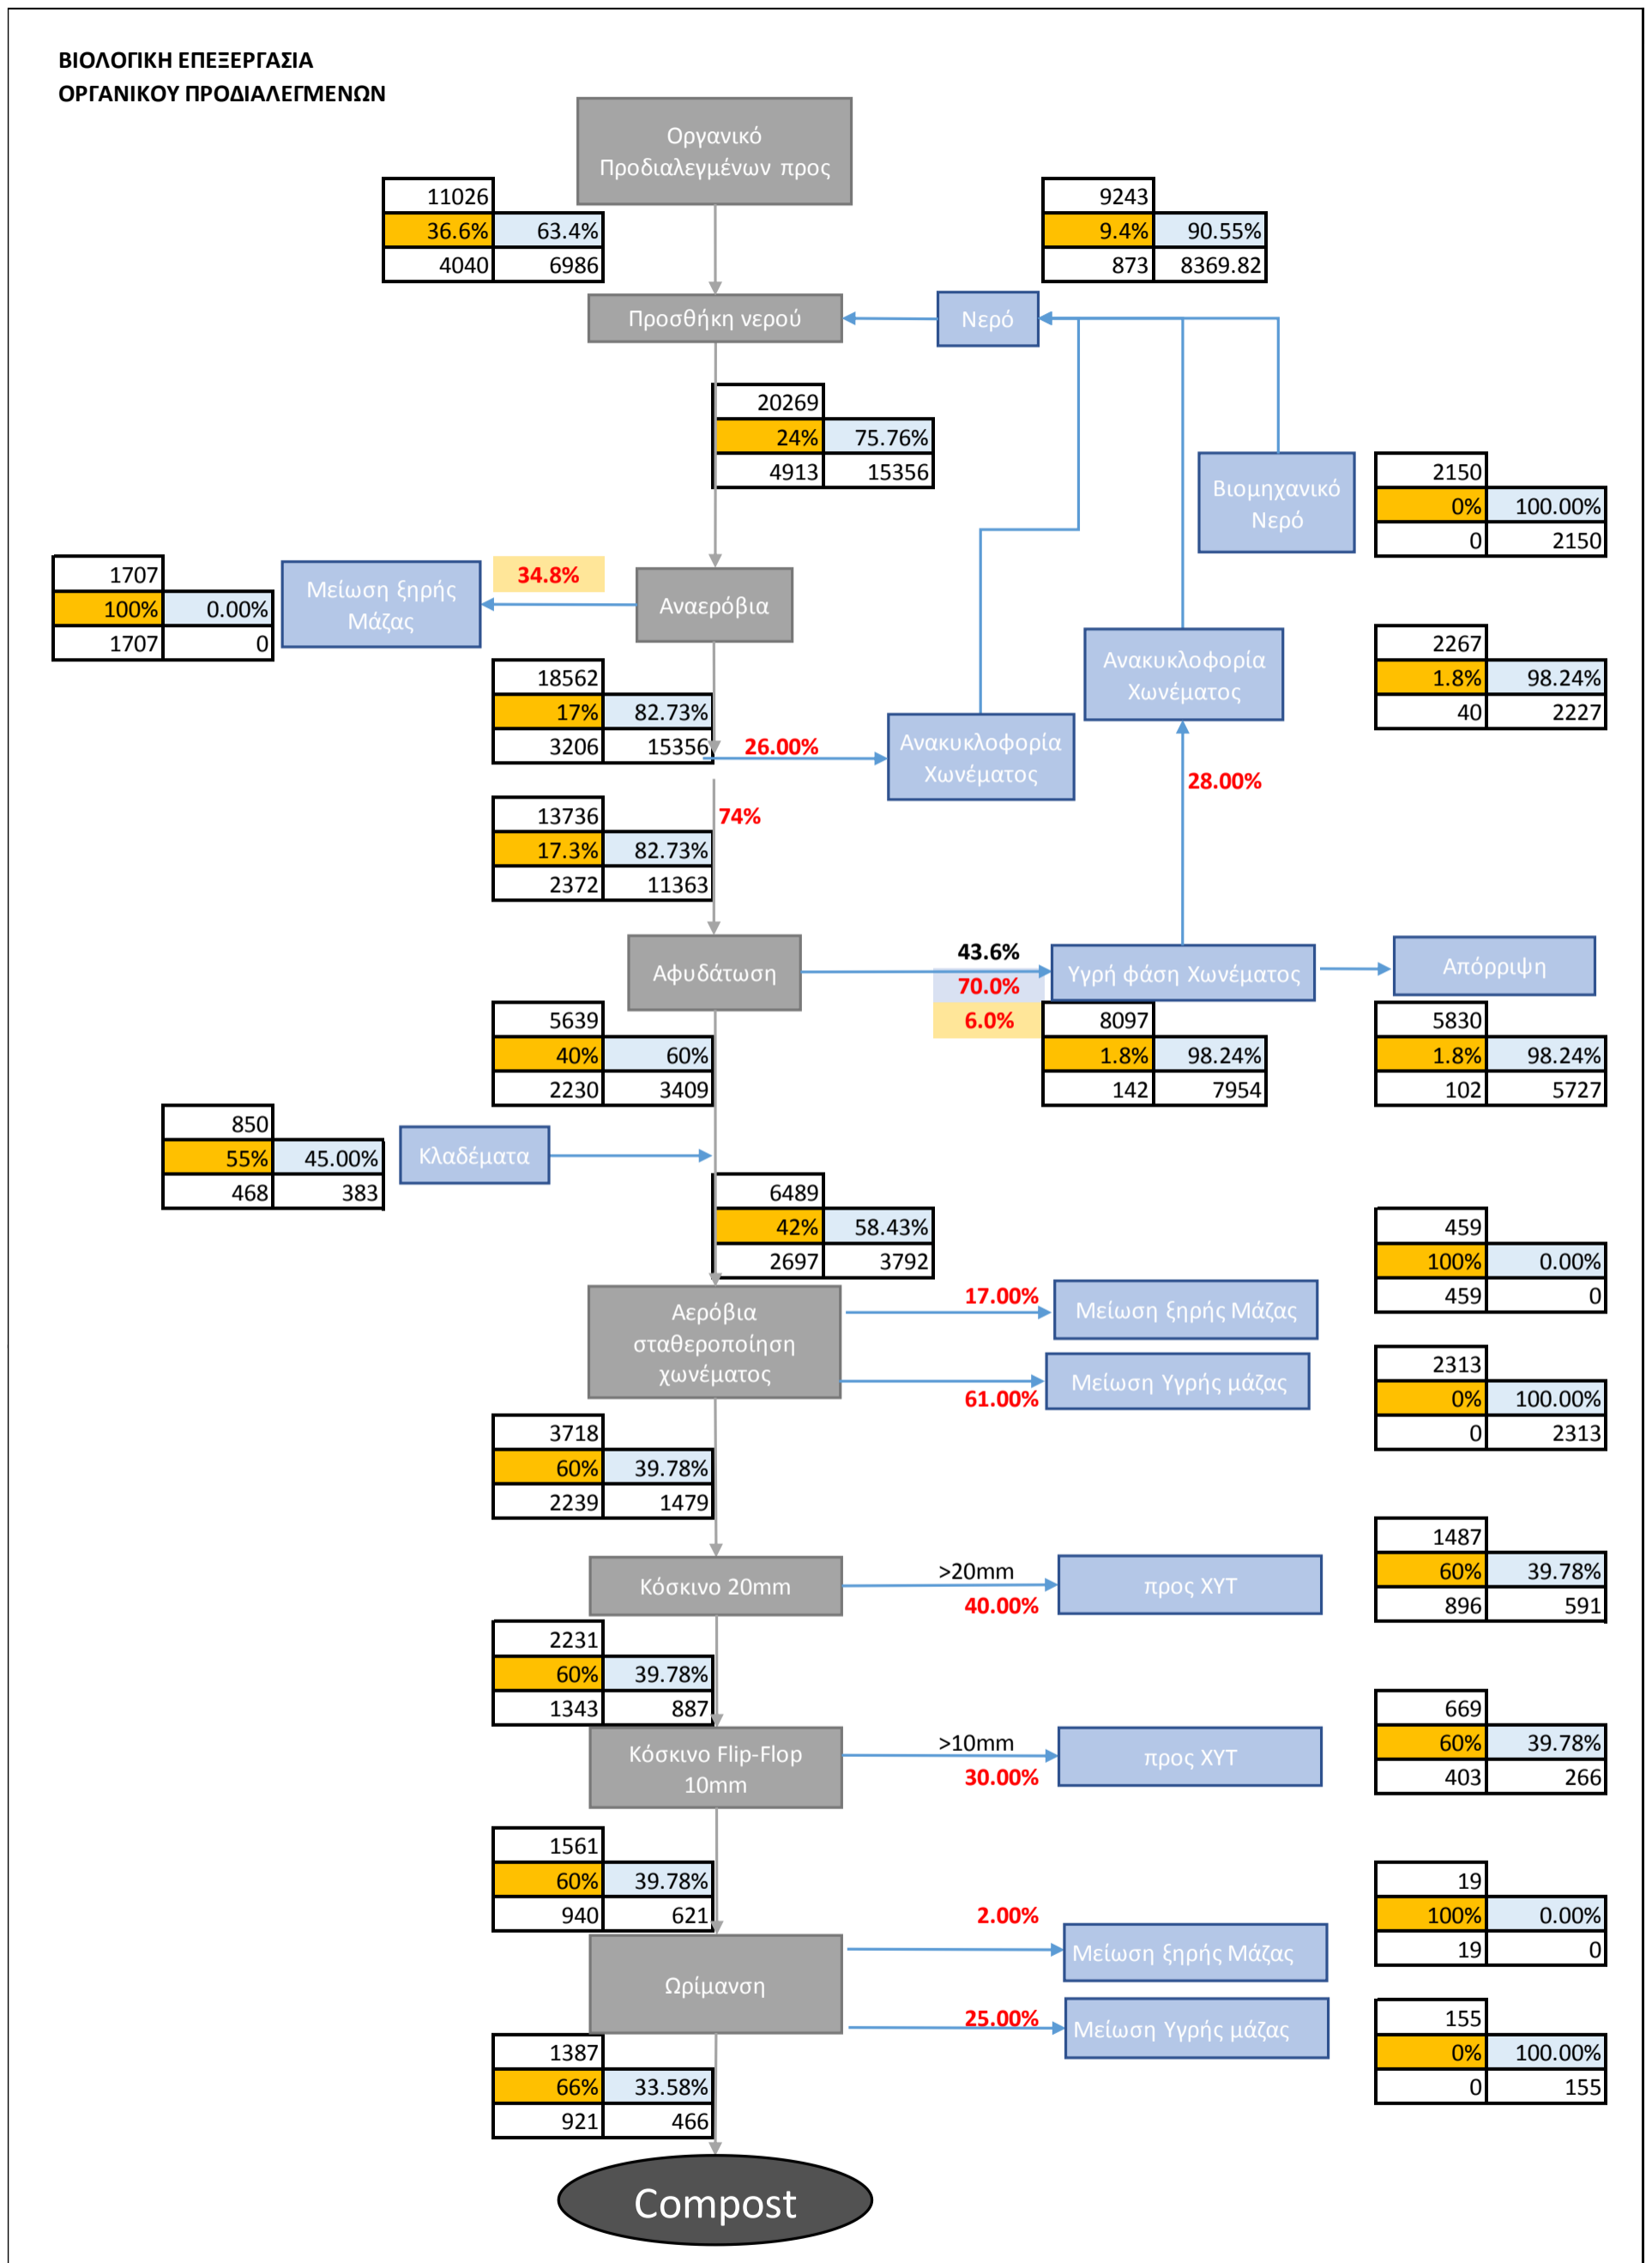 ΒΙΟΛΟΓΙΚΗ ΕΠΕΞΕΡΓΑΣΙΑ
ΟΡΓΑΝΙΚΟΥ ΠΡΟΔΙΑΛΕΓΜΕΝΩΝ
Οργανικό
Προδιαλεγμένων προς
11026
36.6% 63.4%
4040 6986
9243
9.4% 90.55%
873 8369.82
Προσθήκη νερού
Νερό
20269
24% 75.76%
4913 15356
Βιομηχανικό
Νερό
2150
0% 100.00%
0 2150
1707
100% 0.00%
1707 0
Μείωση ξηρής
Μάζας
34.8%
Αναερόβια
Ανακυκλοφορία
Χωνέματος
2267
1.8% 98.24%
40 2227
18562
17% 82.73%
3206 15356
26.00%
Ανακυκλοφορία
Χωνέματος
28.00%
13736
17.3% 82.73%
2372 11363
74%
Αφυδάτωση
43.6%
70.0%
6.0%
Υγρή φάση Χωνέματος
Απόρριψη
5639
40% 60%
2230 3409
8097
1.8% 98.24%
142 7954
5830
1.8% 98.24%
102 5727
850
55% 45.00%
468 383
Κλαδέματα
6489
42% 58.43%
2697 3792
459
100% 0.00%
459 0
Αερόβια
σταθεροποίηση
χωνέματος
17.00%
Μείωση ξηρής Μάζας
61.00%
Μείωση Υγρής μάζας
2313
0% 100.00%
0 2313
3718
60% 39.78%
2239 1479
Κόσκινο 20mm
>20mm
40.00%
προς ΧΥΤ
1487
60% 39.78%
896 591
2231
60% 39.78%
1343 887
Κόσκινο Flip-Flop
10mm
>10mm
30.00%
προς ΧΥΤ
669
60% 39.78%
403 266
1561
60% 39.78%
940 621
Ωρίμανση
2.00%
Μείωση ξηρής Μάζας
19
100% 0.00%
19 0
25.00%
Μείωση Υγρής μάζας
155
0% 100.00%
0 155
1387
66% 33.58%
921 466
Compost